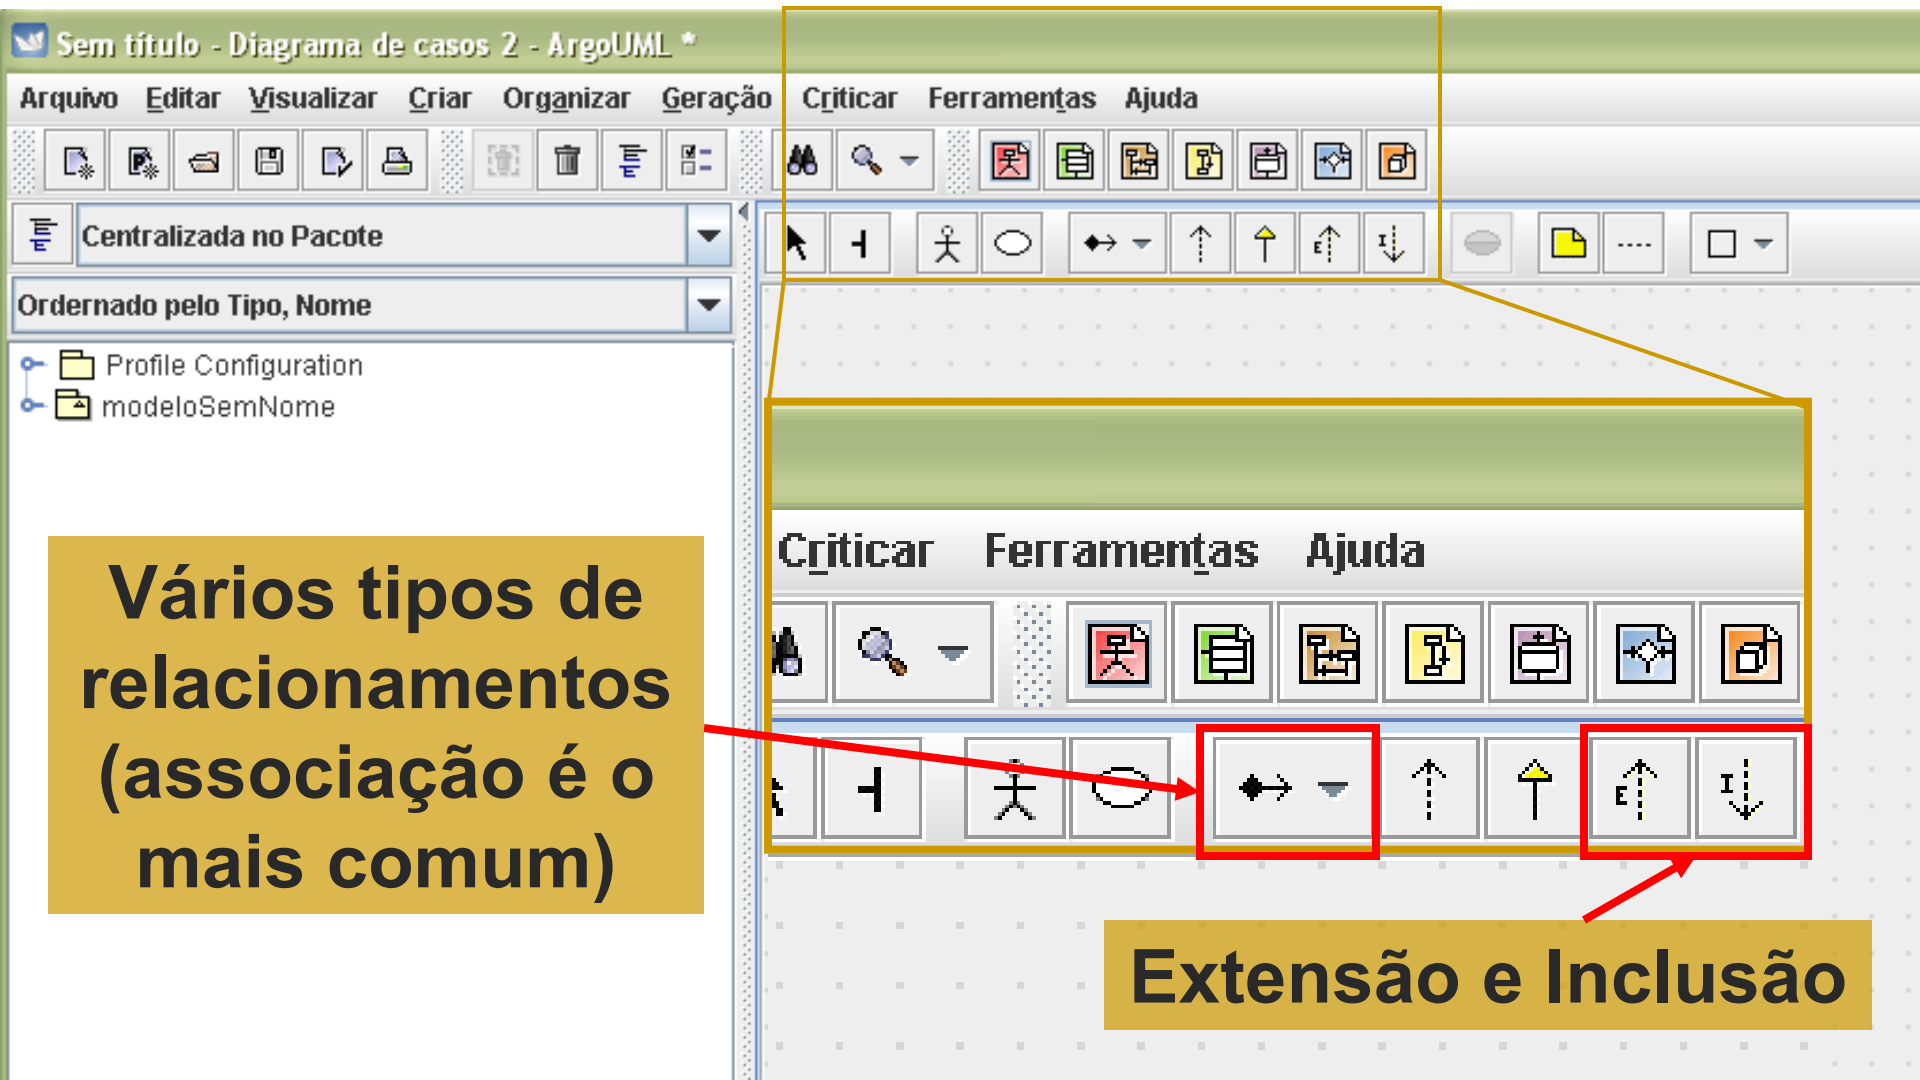 Sem título - Diagrama de casos 2 - ArgoUML *
Arquivo Editar Visualizar Criar Organizar Geração Criticar Ferramentas Ajuda
Centralizada no Pacote
Ordernado pelo Tipo, Nome
Profile Configuration
modeloSemNome
Criticar Ferramentas Ajuda
Vários tipos de
relacionamentos
(associação é o
mais comum)
Extensão e Inclusão